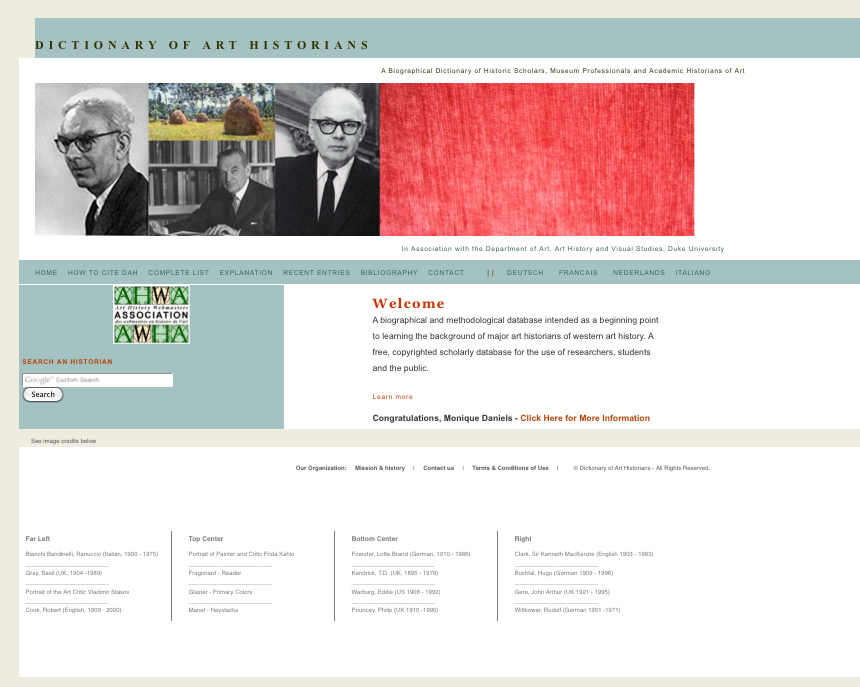 DICTIONARY OF ART HISTORIANS
A Biographical Dictionary of Historic Scholars, Museum Professionals and Academic Historians of Art
In Association with the Department of Art, Art History and Visual Studies, Duke University
HOME HOW TO CITE DAH COMPLETE LIST EXPLANATION RECENT ENTRIES BIBLIOGRAPHY CONTACT || DEUTSCH FRANCAIS NEDERLANDS ITALIANO
AHWA
Art History Webmasters
ASSOCIATION
des webmestres en histoire de l'art
AWHA
SEARCH AN HISTORIAN
Google™ Custom Search
Search
Welcome
A biographical and methodological database intended as a beginning point
to learning the background of major art historians of western art history. A
free, copyrighted scholarly database for the use of researchers, students
and the public.
Learn more
Congratulations, Monique Daniels - Click Here for More Information
See image credits below
Our Organization: Mission & history | Contact us | Terms & Conditions of Use | © Dictionary of Art Historians - All Rights Reserved.
Far Left
Bianchi Bandinelli, Ranuccio (Italian, 1900 - 1975)
Gray, Basil (UK, 1904 -1989)
Portrait of the Art Critic Vladimir Stasov
Cook, Robert (English, 1909 - 2000)
Top Center
Portrait of Painter and Critic Frida Kahlo
Fragonard - Reader
Glazier - Primary Colors
Manet - Haystacks
Bottom Center
Foerster, Lotte Brand (German, 1910 - 1986)
Kendrick, T.D .(UK, 1895 - 1979)
Warburg, Eddie (US 1908 - 1992)
Pouncey, Philip (UK 1910 -1990)
Right
Clark, Sir Kenneth MacKenzie (English 1903 - 1983)
Buchtal, Hugo (German 1909 - 1996)
Gere, John Arthur (UK 1921 - 1995)
Wittkower, Rudolf (German 1901 -1971)